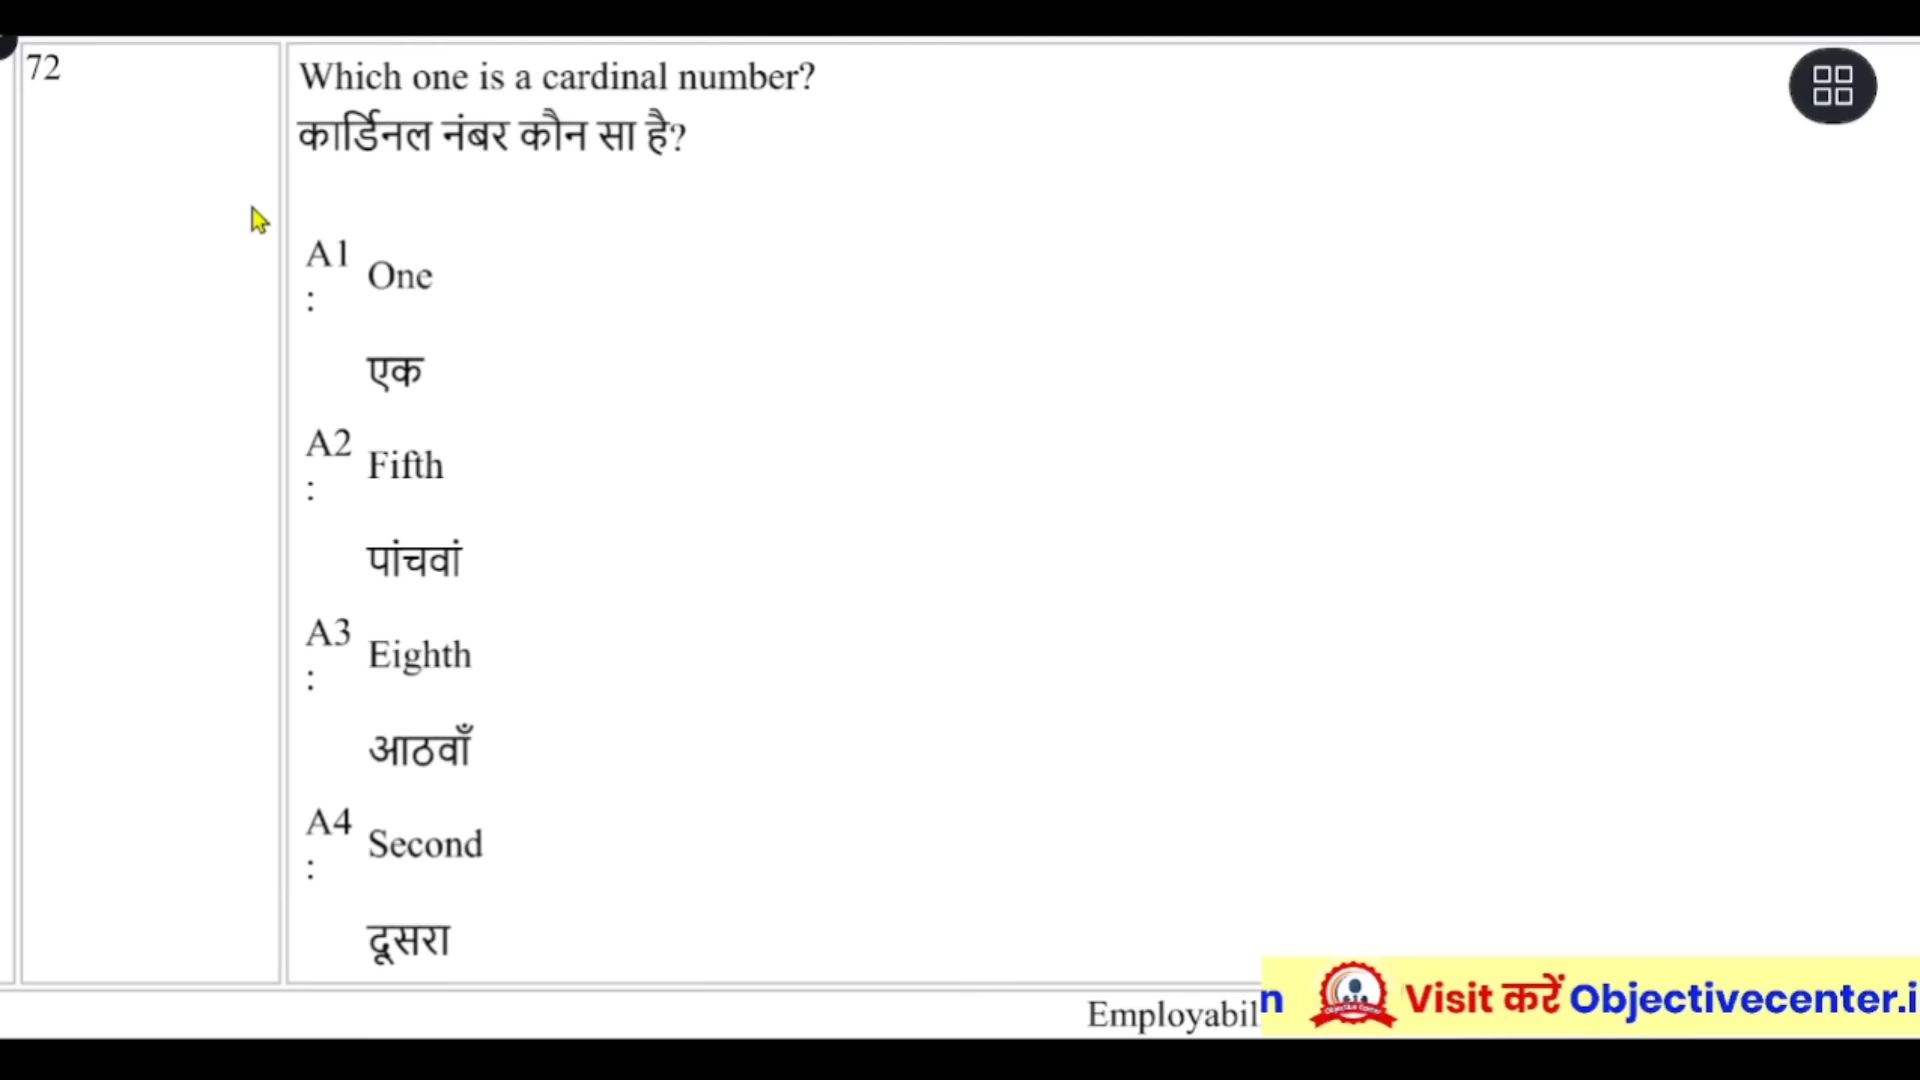 72
Which one is a cardinal number?
कार्डिनल नंबर कौन सा है?
A1
:
One
एक
A2
:
Fifth
पांचवां
A3
:
Eighth
आठवाँ
A4
:
Second
दूसरा
Employabil
n Visit करें Objectivecenter.i